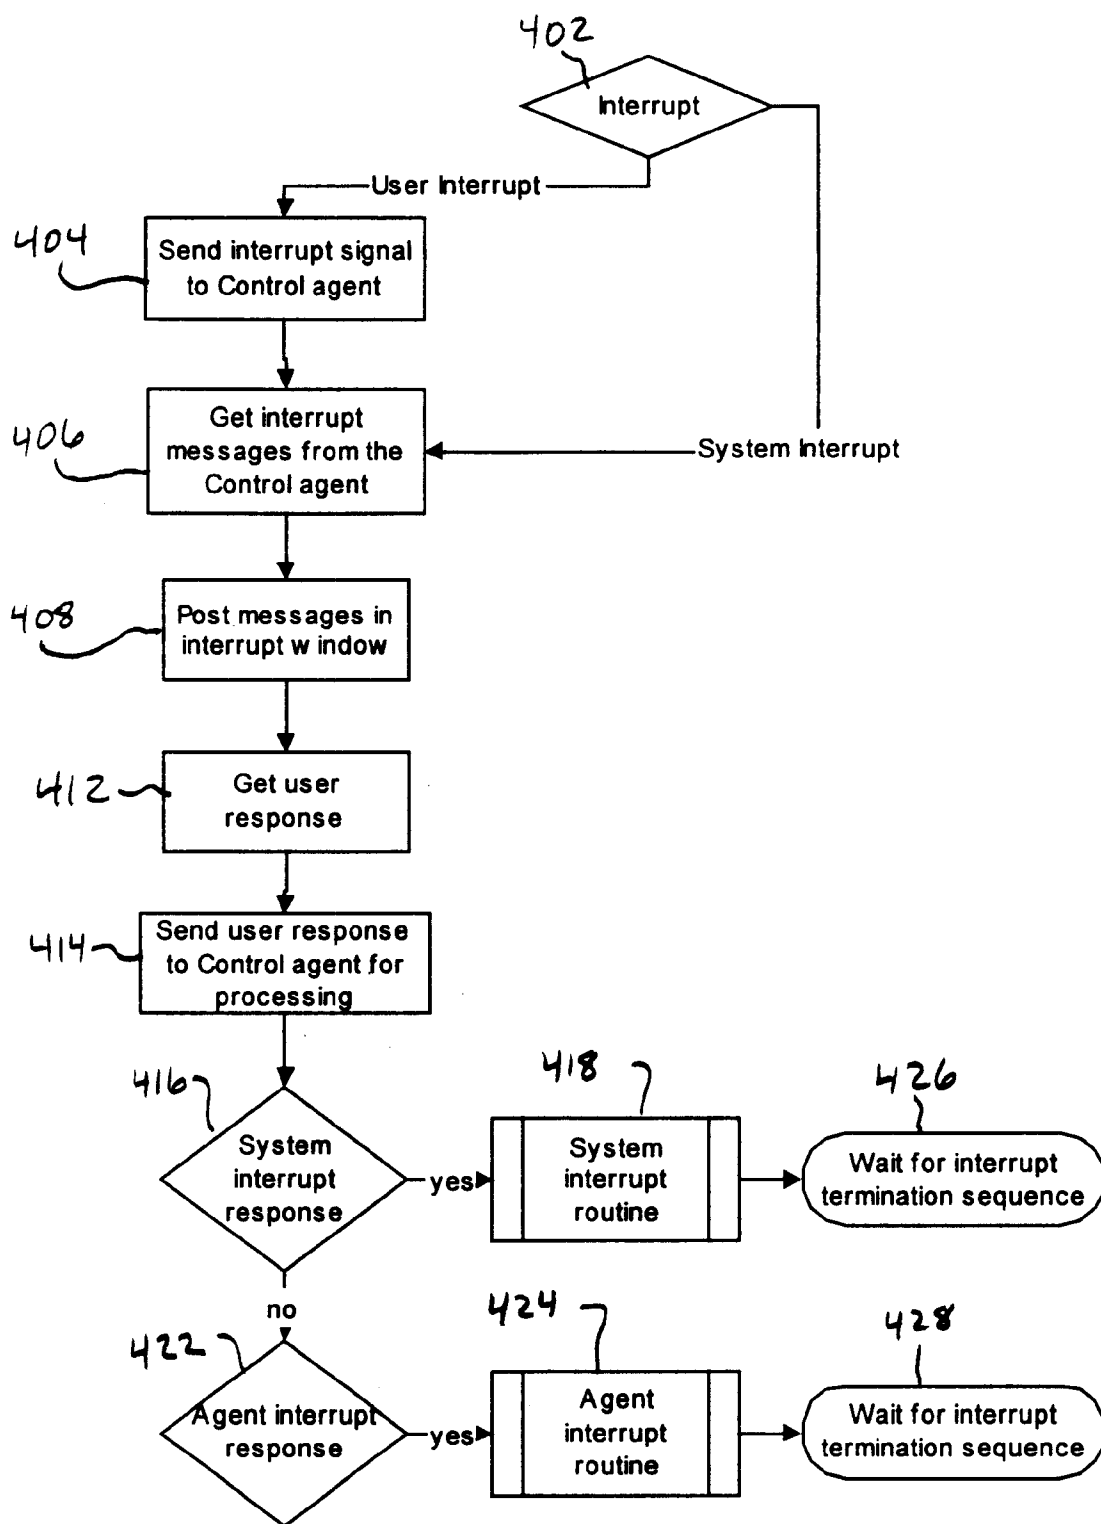 402
Interrupt
User Interrupt
404
Send interrupt signal
to Control agent
406
Get interrupt
messages from the
Control agent
System Interrupt
408
Post messages in
interrupt w indow
412
Get user
response
414
Send user response
to Control agent for
processing
416
System
interrupt
response
yes
418
System
interrupt
routine
426
Wait for interrupt
termination sequence
no
422
Agent interrupt
response
yes
424
Agent
interrupt
routine
428
Wait for interrupt
termination sequence